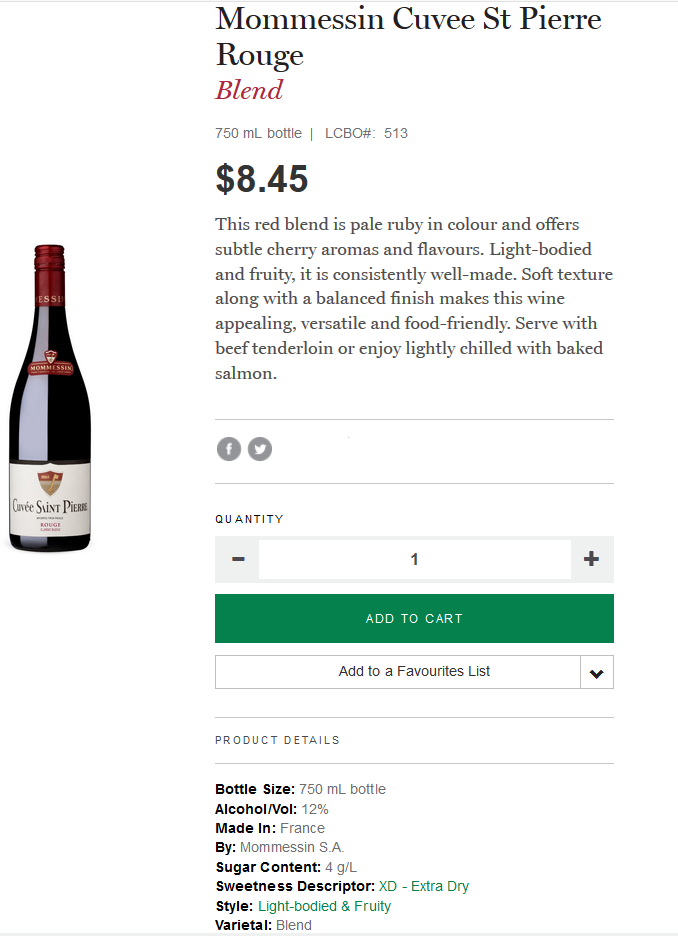 Mommessin Cuvee St Pierre
Rouge
Blend
750 mL bottle | LCBO#: 513
$8.45
This red blend is pale ruby in colour and offers
subtle cherry aromas and flavours. Light-bodied
and fruity, it is consistently well-made. Soft texture
along with a balanced finish makes this wine
appealing, versatile and food-friendly. Serve with
beef tenderloin or enjoy lightly chilled with baked
salmon.
ESSI
MOMMESSIN
Cuvée Saint Pierre
ROUGE
QUANTITY
− 1 +
ADD TO CART
Add to a Favourites List
PRODUCT DETAILS
Bottle Size: 750 mL bottle
Alcohol/Vol: 12%
Made In: France
By: Mommessin S.A.
Sugar Content: 4 g/L
Sweetness Descriptor: XD - Extra Dry
Style: Light-bodied & Fruity
Varietal: Blend